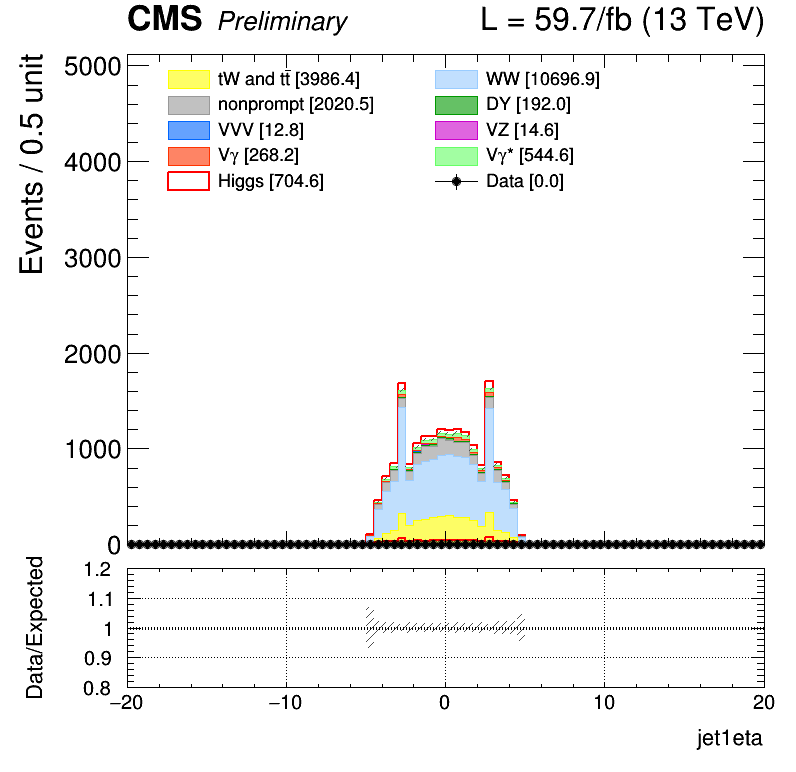 CMS Preliminary L = 59.7/fb (13 TeV)
Events / 0.5 unit
5000
4000
3000
2000
1000
0
tW and tt̄ [3986.4] WW [10696.9]
nonprompt [2020.5] DY [192.0]
VVV [12.8] VZ [14.6]
Vγ [268.2] Vγ* [544.6]
Higgs [704.6] Data [0.0]
Data/Expected
1.2
1.1
1
0.9
0.8
−20 −10 0 10 20
jet1eta